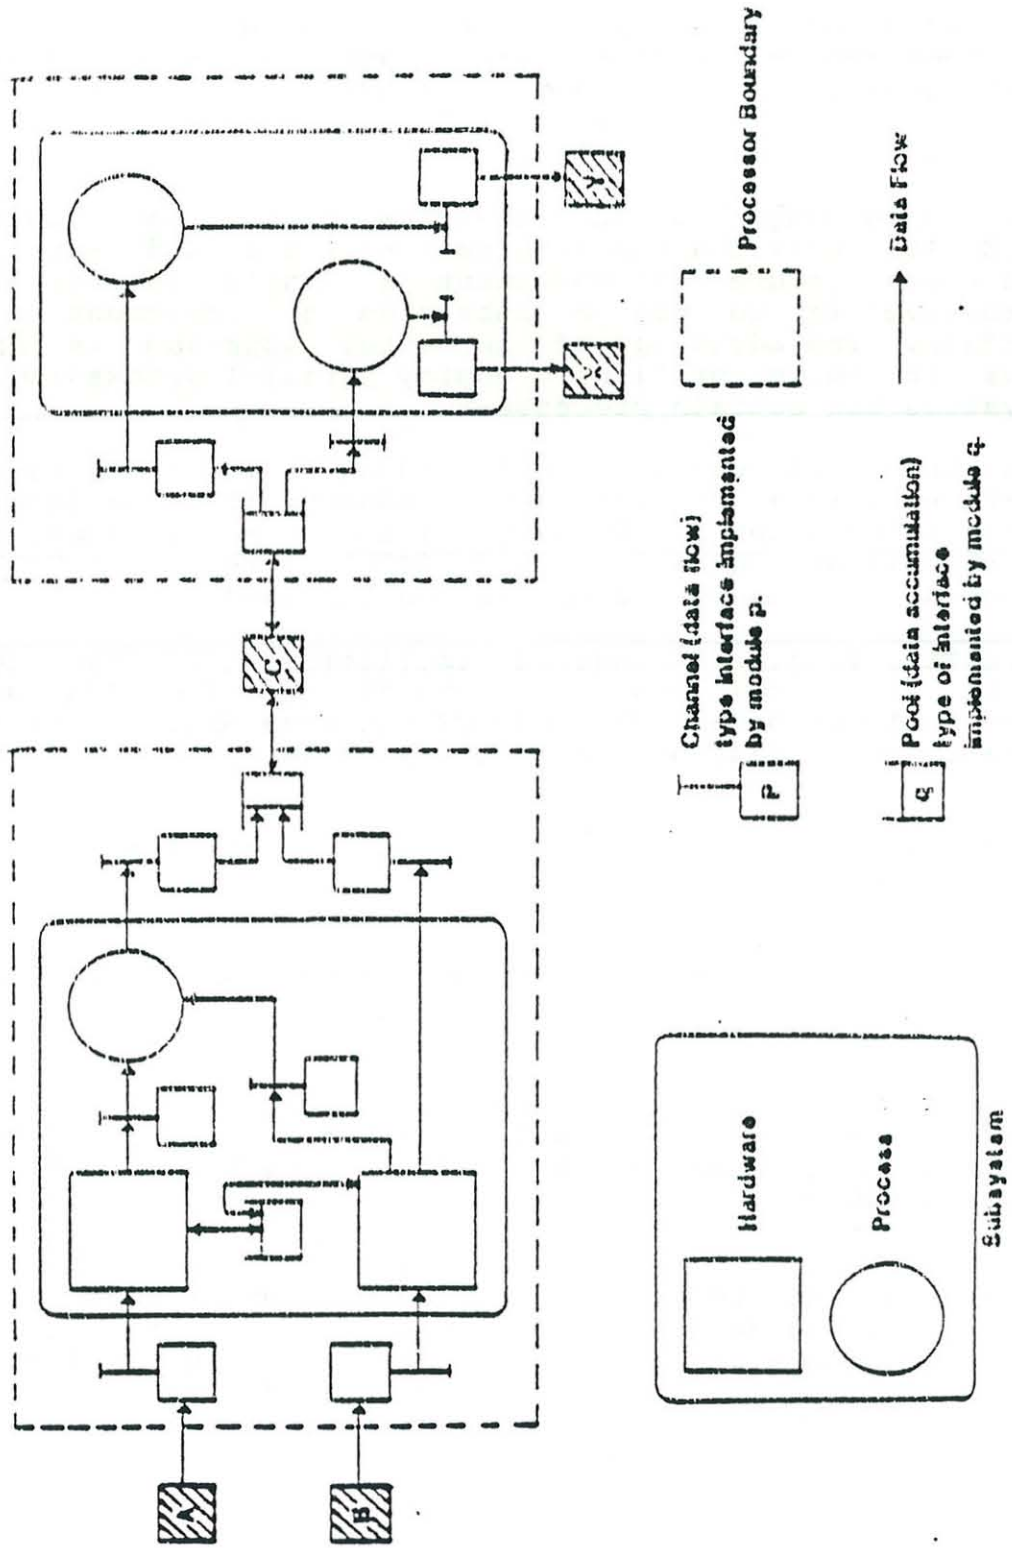 A
B
C
X
Y
Hardware
Process
Subsystem
P
Channel (data flow)
type interface implemented
by module p.
q
Pool (data accumulation)
type of interface
implemented by module q.
Processor Boundary
Data Flow